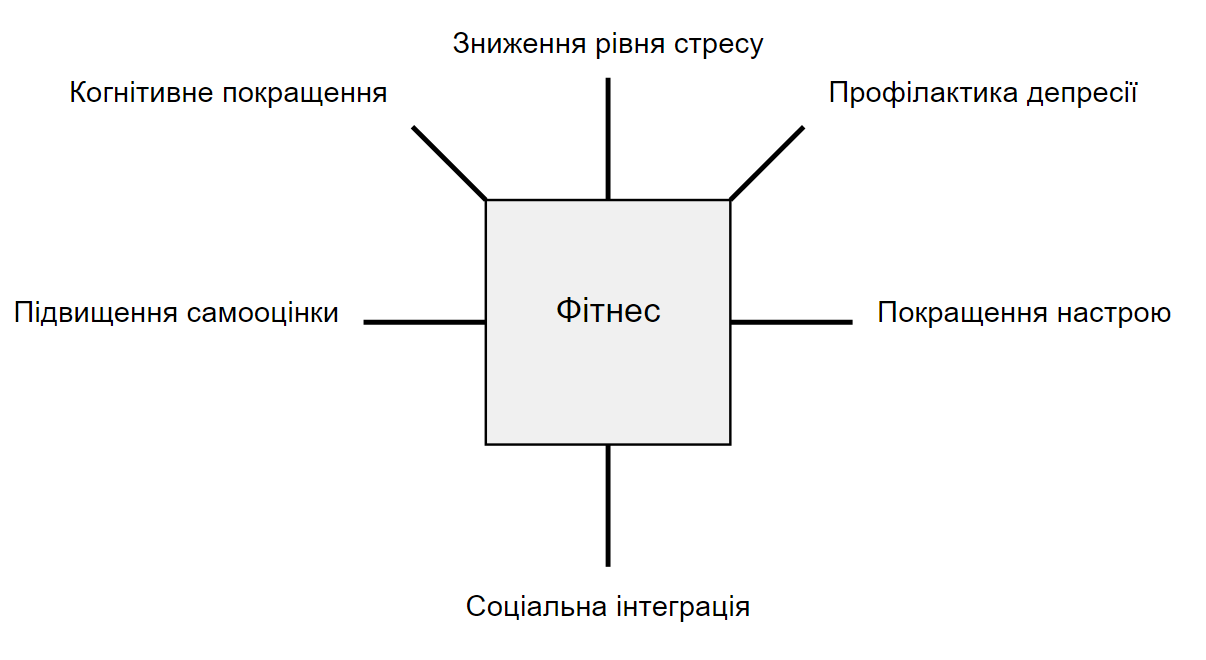 Зниження рівня стресу
Когнітивне покращення
Профілактика депресії
Підвищення самооцінки
Фітнес
Покращення настрою
Соціальна інтеграція